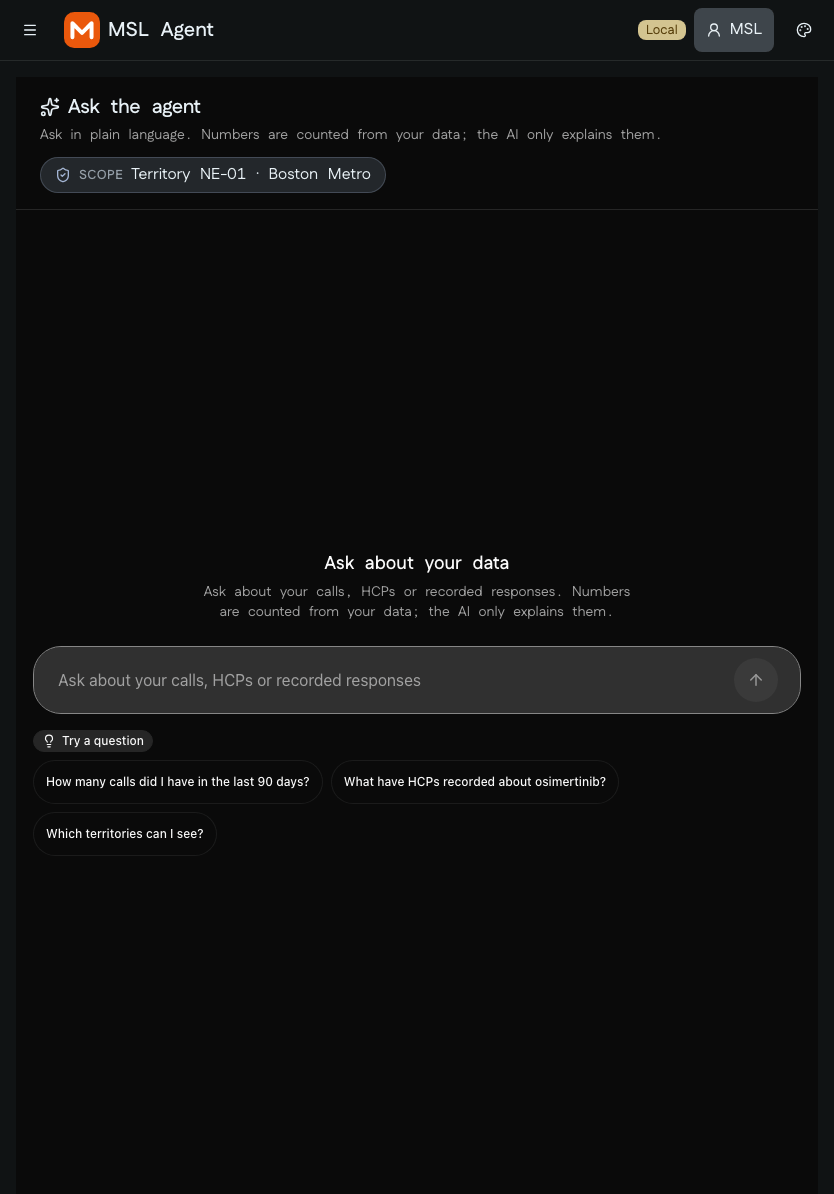 MSL Agent
Local
MSL
Ask the agent
Ask in plain language. Numbers are counted from your data; the AI only explains them.
SCOPE Territory NE-01 · Boston Metro
Ask about your data
Ask about your calls, HCPs or recorded responses. Numbers
are counted from your data; the AI only explains them.
Ask about your calls, HCPs or recorded responses
Try a question
How many calls did I have in the last 90 days?
What have HCPs recorded about osimertinib?
Which territories can I see?